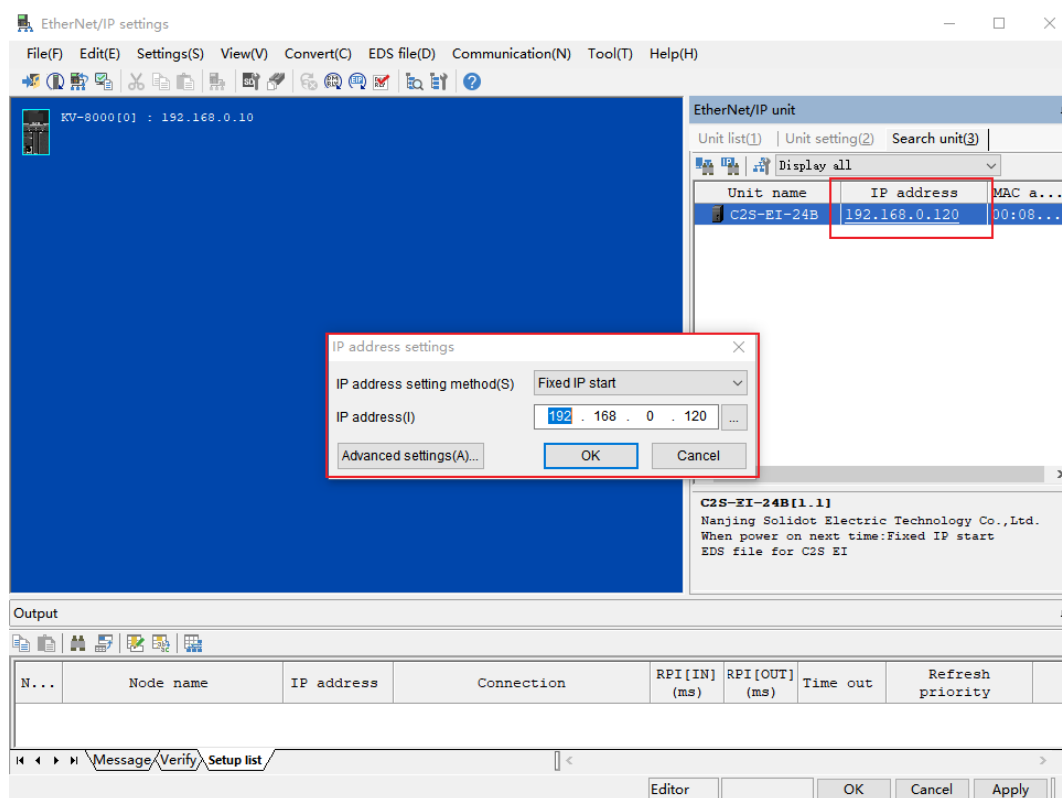 EtherNet/IP settings
File(F) Edit(E) Settings(S) View(V) Convert(C) EDS file(D) Communication(N) Tool(T) Help(H)
KV-8000[0] : 192.168.0.10
EtherNet/IP unit
Unit list(1) Unit setting(2) Search unit(3)
Display all
Unit name IP address MAC a...
C2S-EI-24B 192.168.0.120 00:08...
IP address settings
IP address setting method(S) Fixed IP start
IP address(I) 192 . 168 . 0 . 120 ...
Advanced settings(A)... OK Cancel
C2S-EI-24B[1.1]
Nanjing Solidot Electric Technology Co.,Ltd.
When power on next time:Fixed IP start
EDS file for C2S EI
Output
N... Node name IP address Connection RPI[IN] (ms) RPI[OUT] (ms) Time out Refresh priority
Message Verify Setup list
Editor OK Cancel Apply